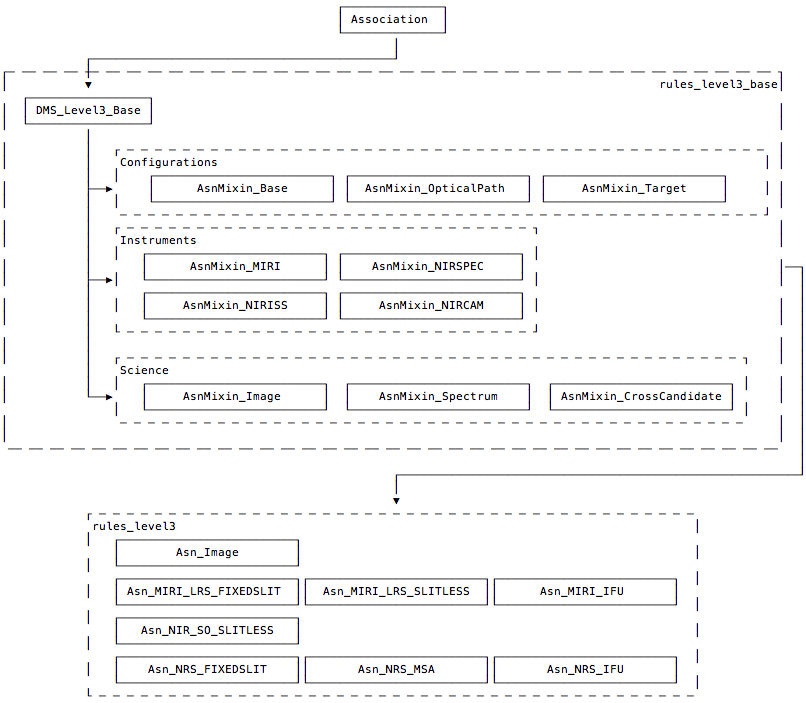 Association
rules_level3_base
DMS_Level3_Base
Configurations
AsnMixin_Base AsnMixin_OpticalPath AsnMixin_Target
Instruments
AsnMixin_MIRI AsnMixin_NIRSPEC
AsnMixin_NIRISS AsnMixin_NIRCAM
Science
AsnMixin_Image AsnMixin_Spectrum AsnMixin_CrossCandidate
rules_level3
Asn_Image
Asn_MIRI_LRS_FIXEDSLIT Asn_MIRI_LRS_SLITLESS Asn_MIRI_IFU
Asn_NIR_SO_SLITLESS
Asn_NRS_FIXEDSLIT Asn_NRS_MSA Asn_NRS_IFU